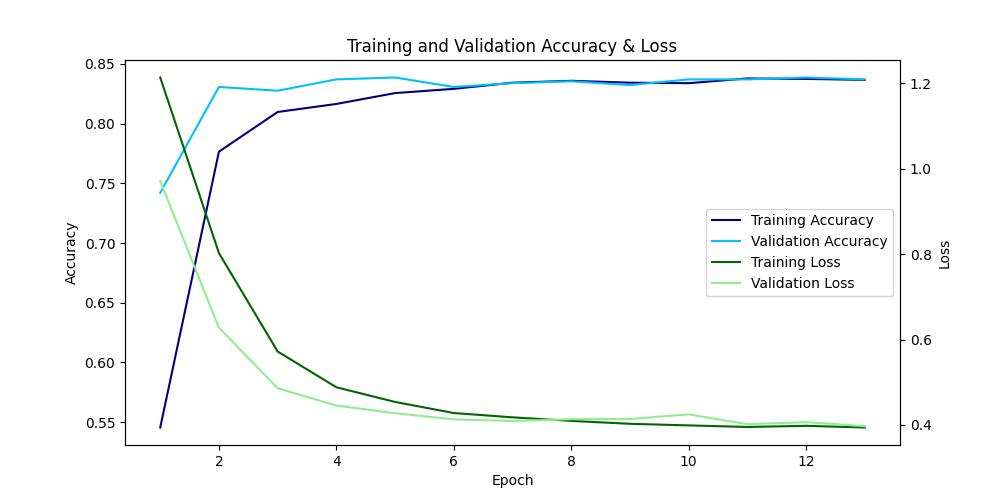 Training and Validation Accuracy & Loss
Accuracy
0.85
0.80
0.75
0.70
0.65
0.60
0.55
Training Accuracy
Validation Accuracy
Training Loss
Validation Loss
1.2
1.0
0.8
0.6
0.4
Loss
2 4 6 8 10 12
Epoch